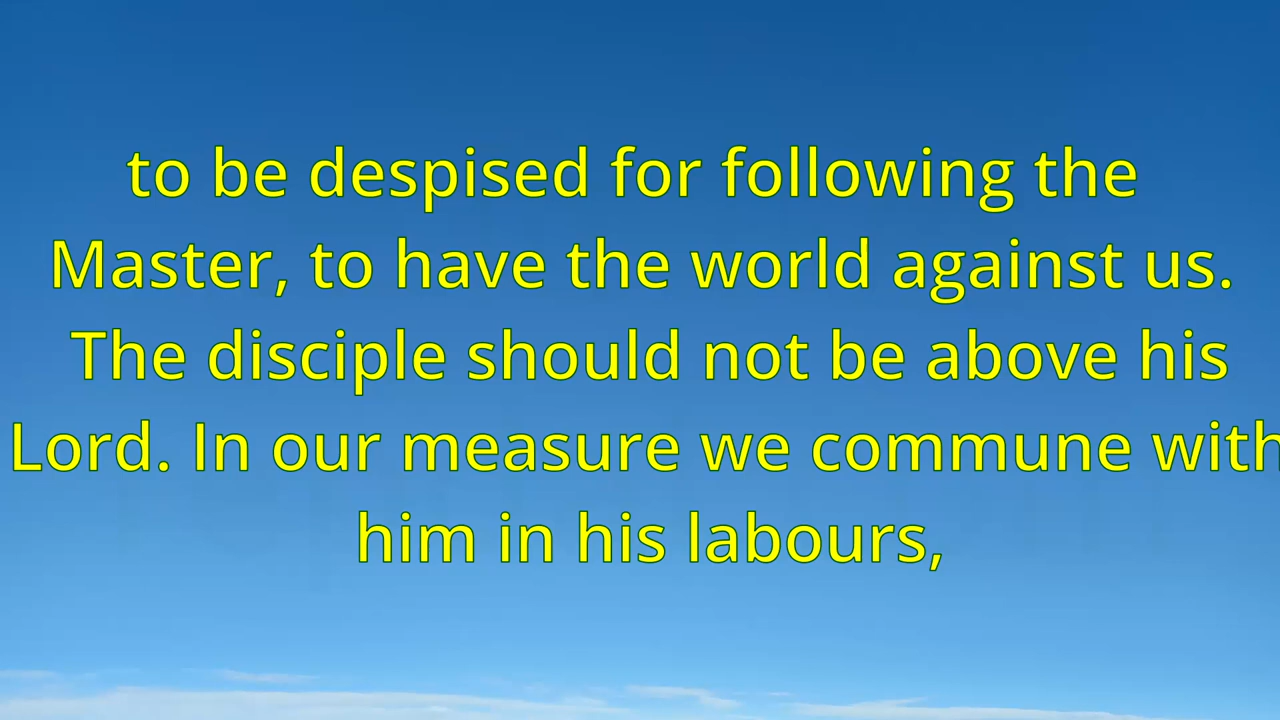 to be despised for following the
Master, to have the world against us.
The disciple should not be above his
Lord. In our measure we commune with
him in his labours,